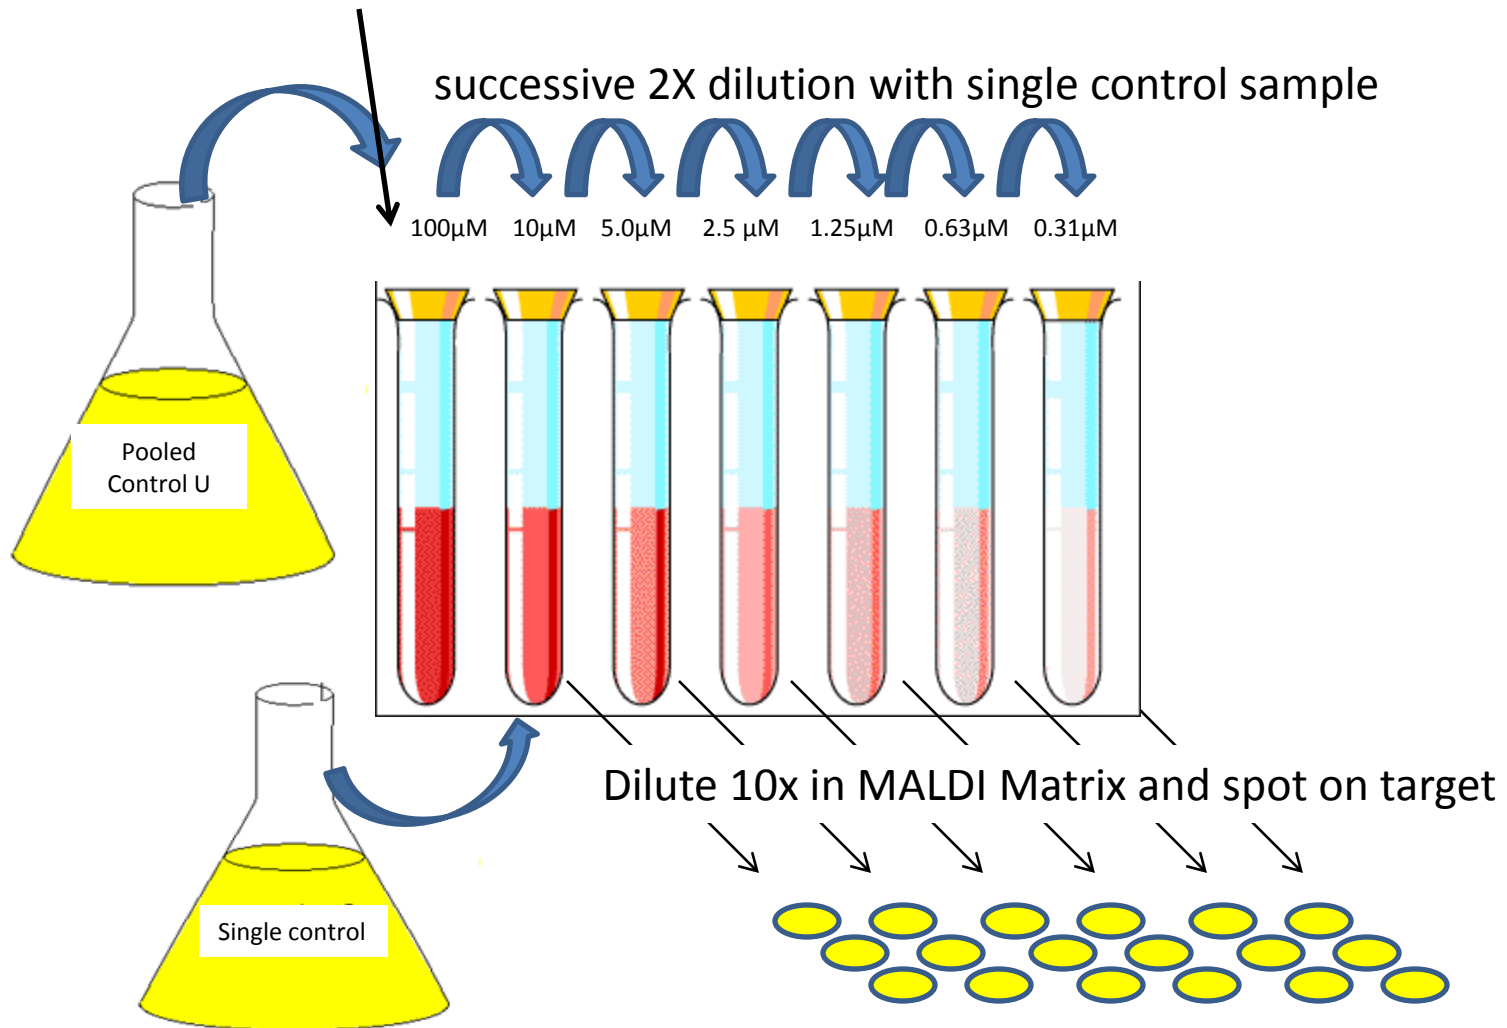 successive 2X dilution with single control sample
100µM 10µM 5.0µM 2.5 µM 1.25µM 0.63µM 0.31µM
Pooled
Control U
Dilute 10x in MALDI Matrix and spot on target
Single control